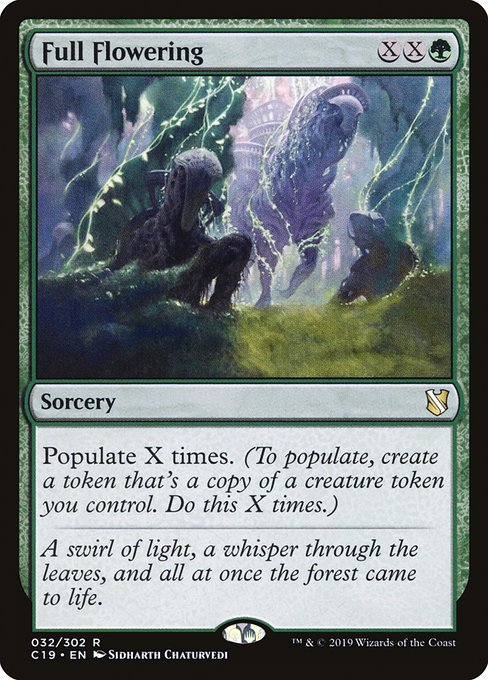 Full Flowering XX
Sorcery
Populate X times. (To populate, create
a token that's a copy of a creature token
you control. Do this X times.)
A swirl of light, a whisper through the
leaves, and all at once the forest came
to life.
032/302 R
™ & © 2019 Wizards of the Coast
C19 • EN Sidharth Chaturvedi